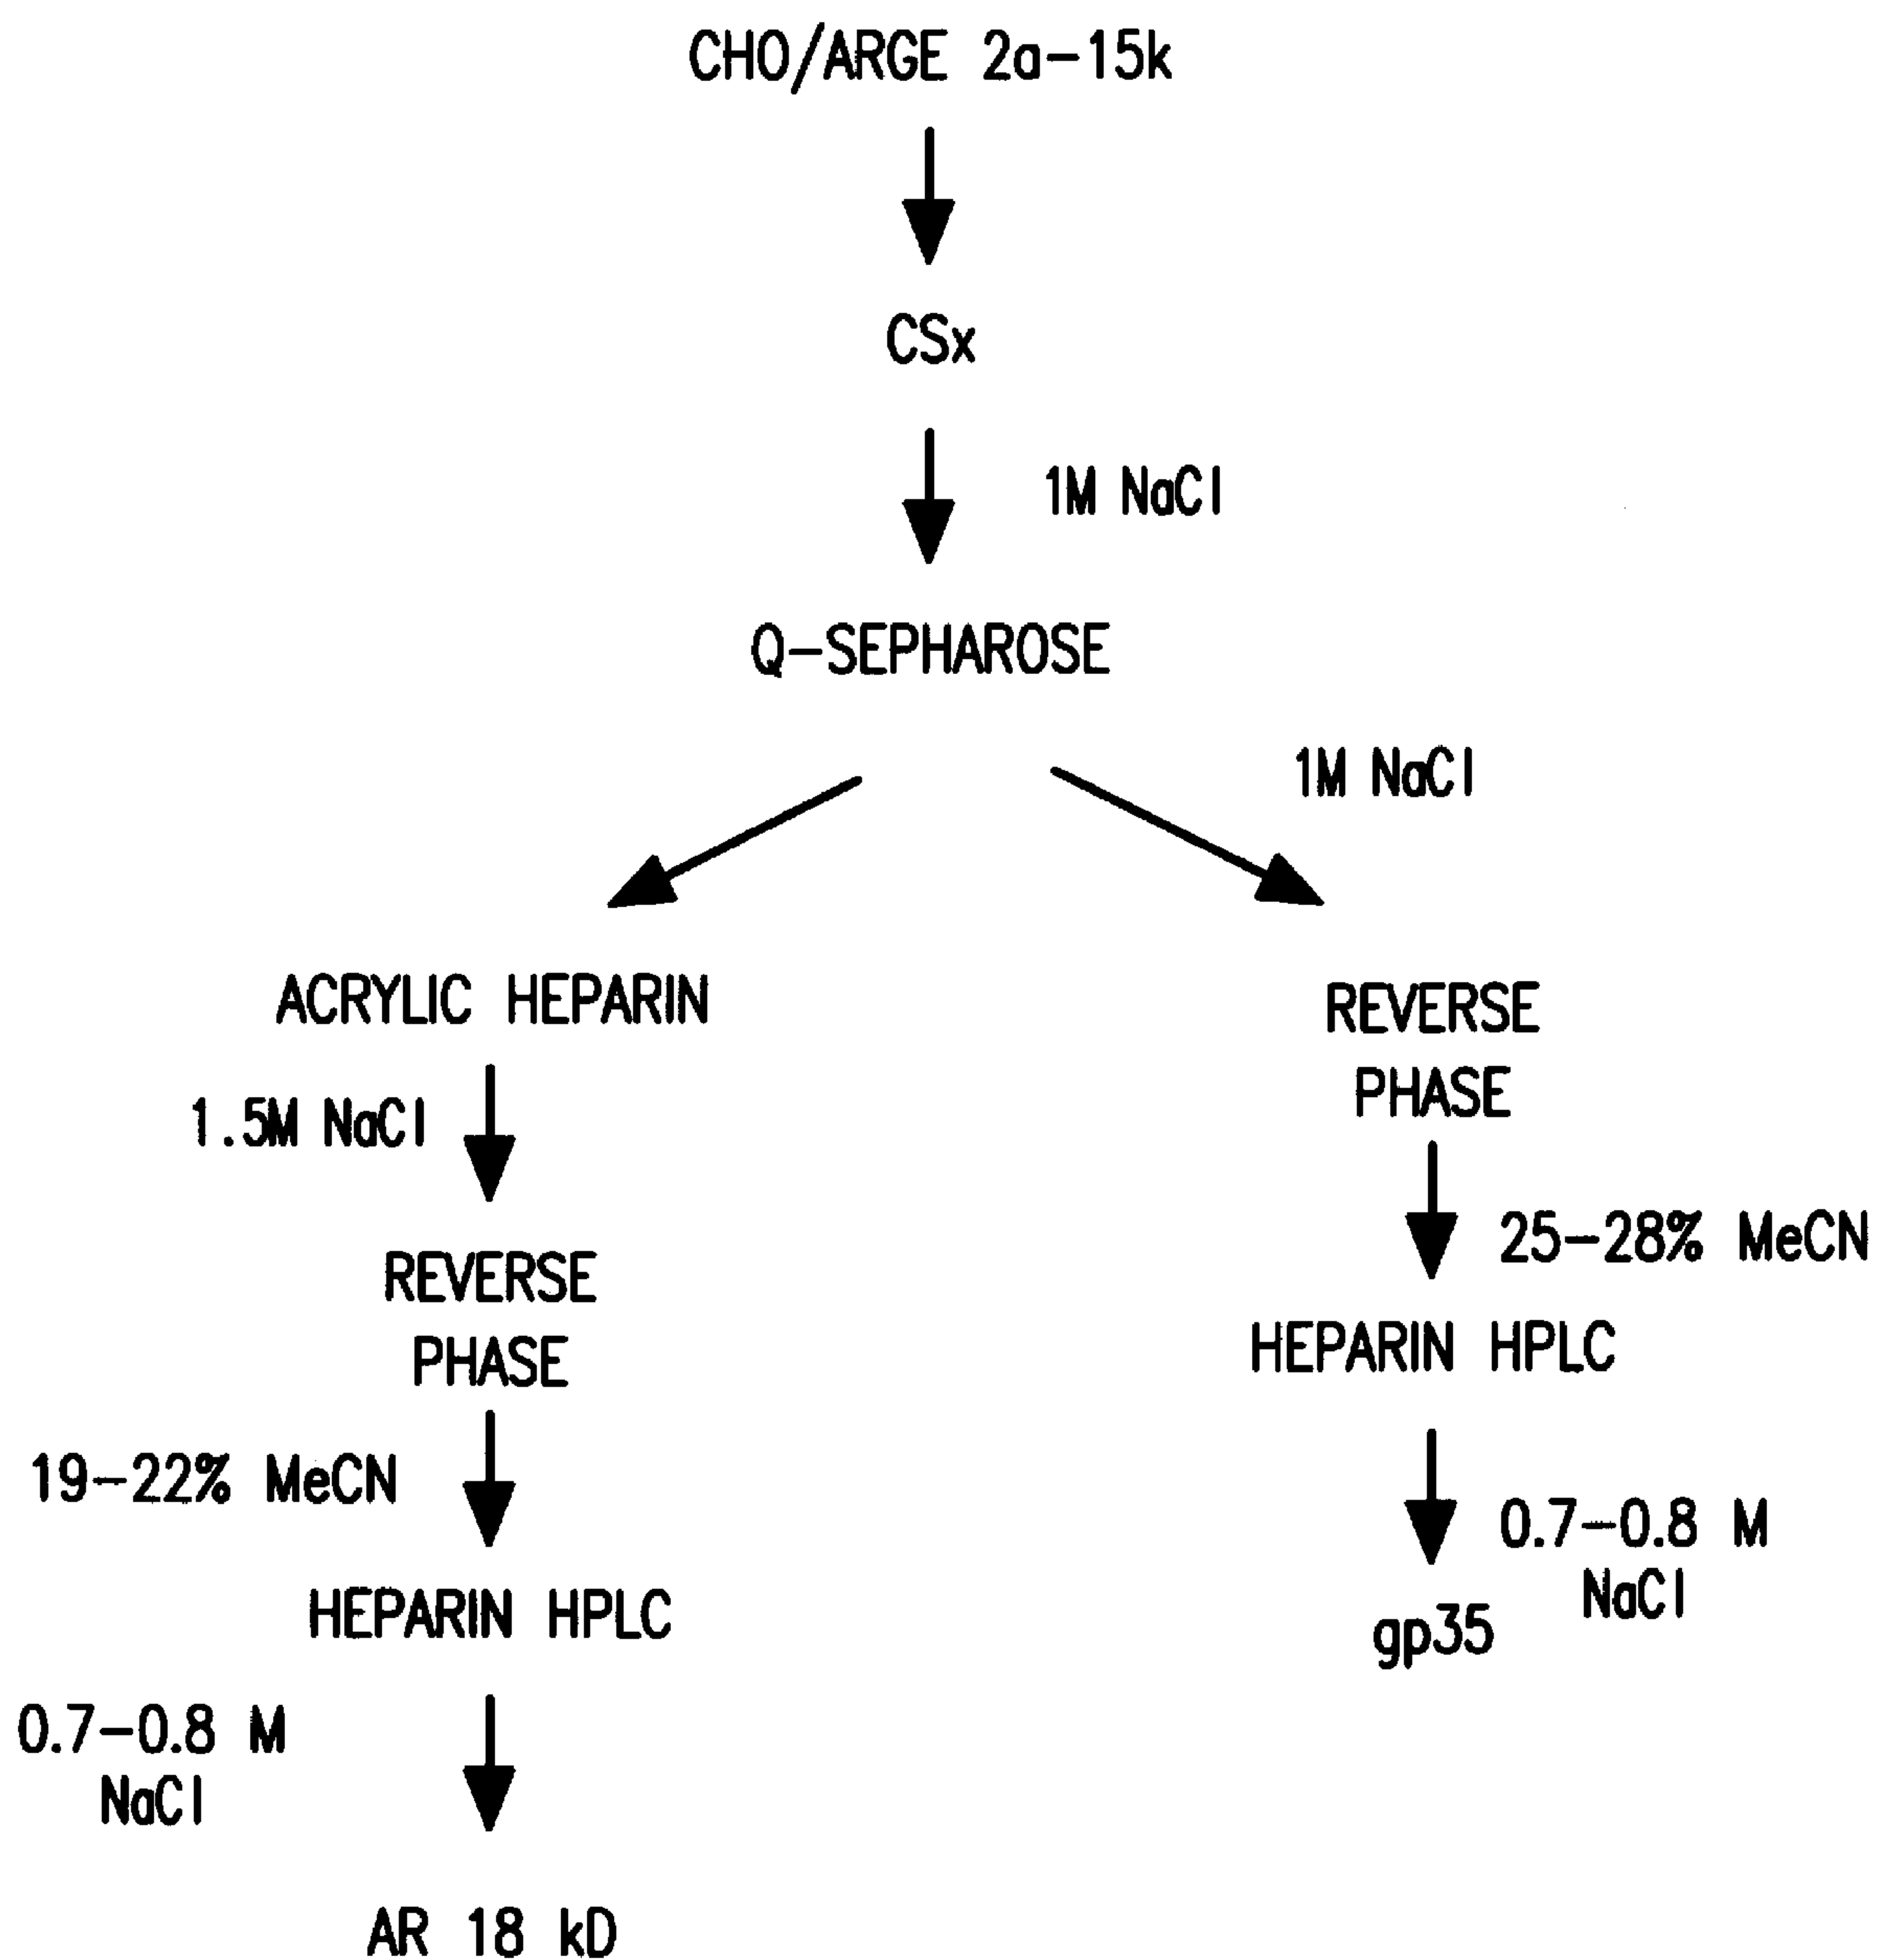 CHO/ARGE 2a-15k
CSx
1M NaCl
Q-SEPHAROSE
1M NaCl
ACRYLIC HEPARIN
1.5M NaCl
REVERSE
PHASE
19-22% MeCN
HEPARIN HPLC
0.7-0.8 M
NaCl
AR 18 kD
REVERSE
PHASE
25-28% MeCN
HEPARIN HPLC
0.7-0.8 M
NaCl
gp35